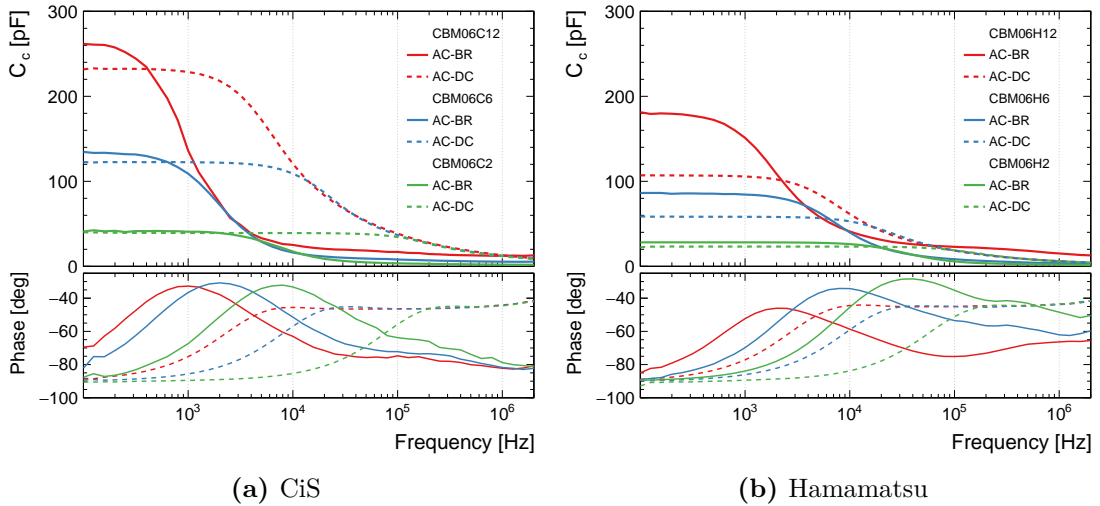 300
200
100
0
C_c [pF]
CBM06C12
AC-BR
AC-DC
CBM06C6
AC-BR
AC-DC
CBM06C2
AC-BR
AC-DC
−40
−60
−80
−100
Phase [deg]
10^3 10^4 10^5 10^6
Frequency [Hz]
(a) CiS
300
200
100
0
C_c [pF]
CBM06H12
AC-BR
AC-DC
CBM06H6
AC-BR
AC-DC
CBM06H2
AC-BR
AC-DC
−40
−60
−80
−100
Phase [deg]
10^3 10^4 10^5 10^6
Frequency [Hz]
(b) Hamamatsu